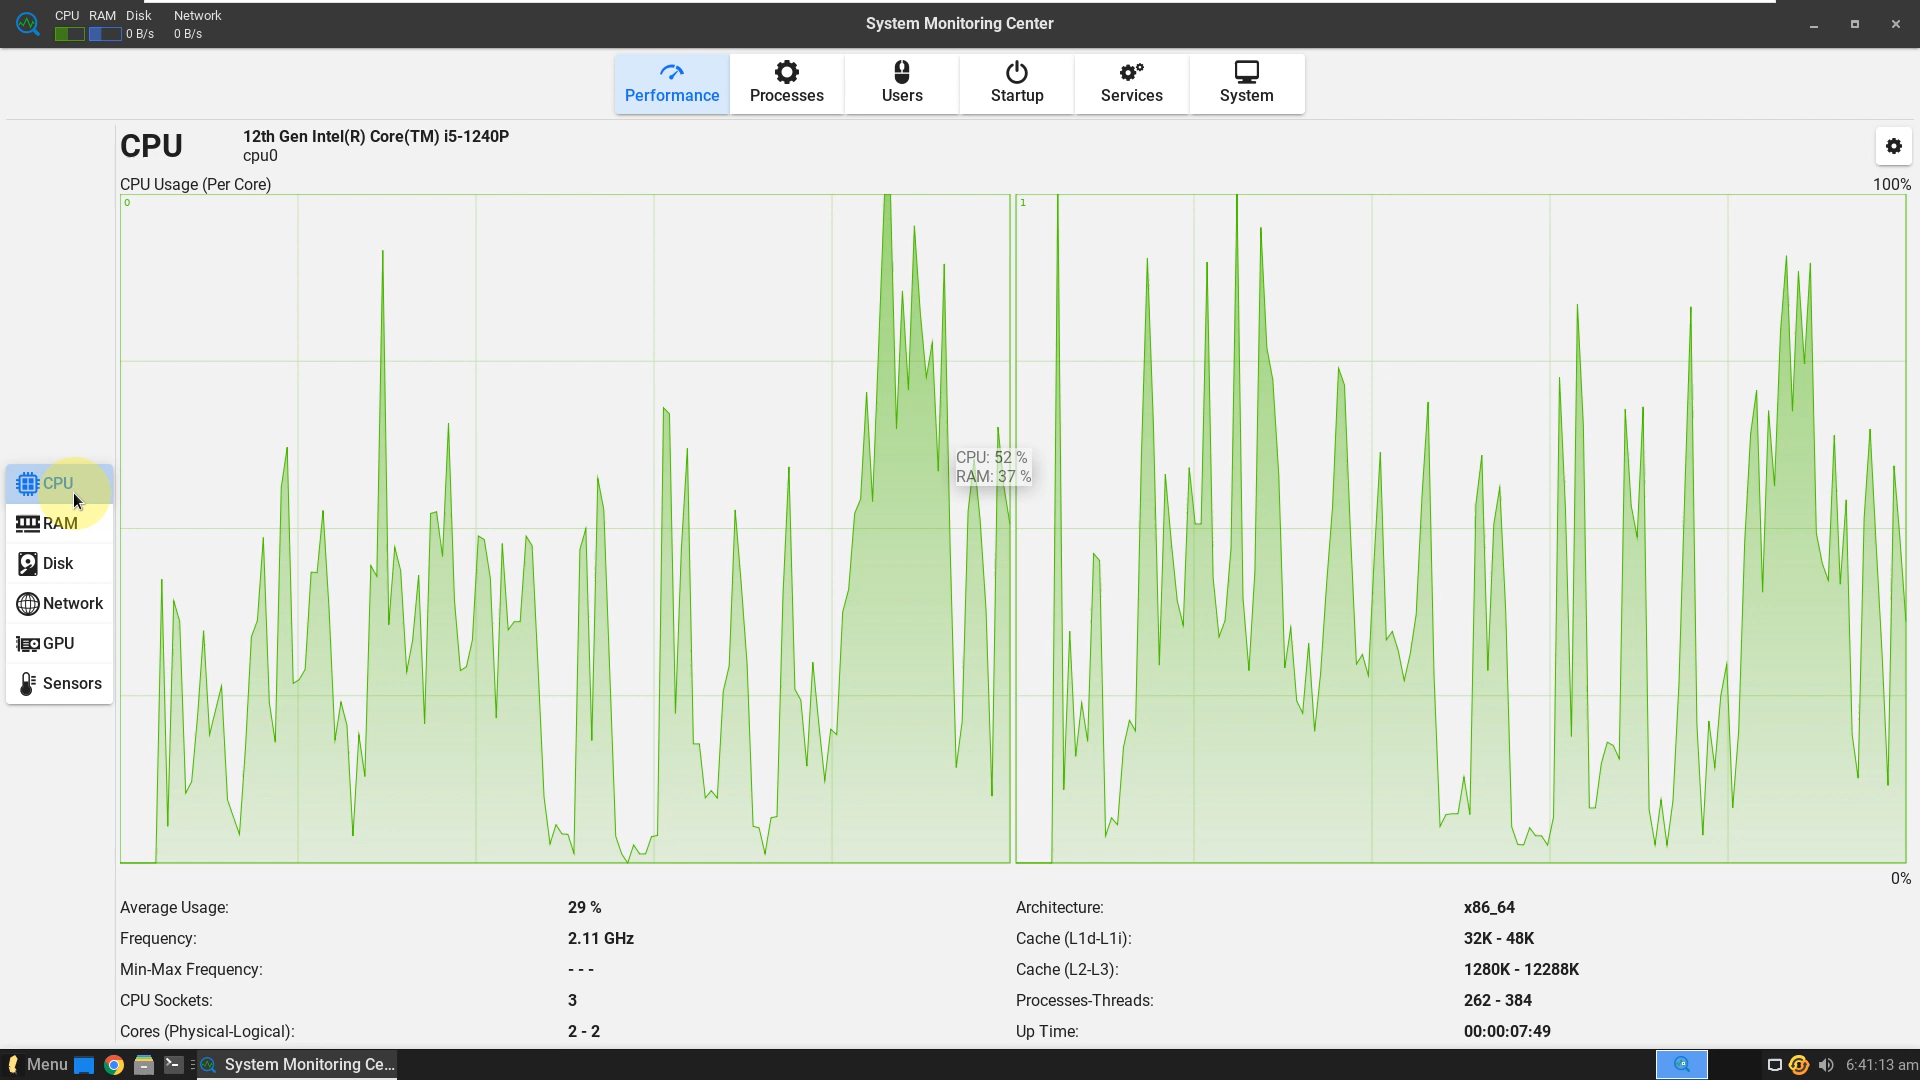 CPU RAM Disk Network
0 B/s 0 B/s
System Monitoring Center
Performance Processes Users Startup Services System
CPU
12th Gen Intel(R) Core(TM) i5-1240P
cpu0
CPU Usage (Per Core)
100%
0
1
CPU: 52 %
RAM: 37 %
CPU
RAM
Disk
Network
GPU
Sensors
0%
Average Usage: 29 %
Frequency: 2.11 GHz
Min-Max Frequency: - - -
CPU Sockets: 3
Cores (Physical-Logical): 2 - 2
Architecture: x86_64
Cache (L1d-L1i): 32K - 48K
Cache (L2-L3): 1280K - 12288K
Processes-Threads: 262 - 384
Up Time: 00:00:07:49
Menu
System Monitoring Ce...
6:41:13 am